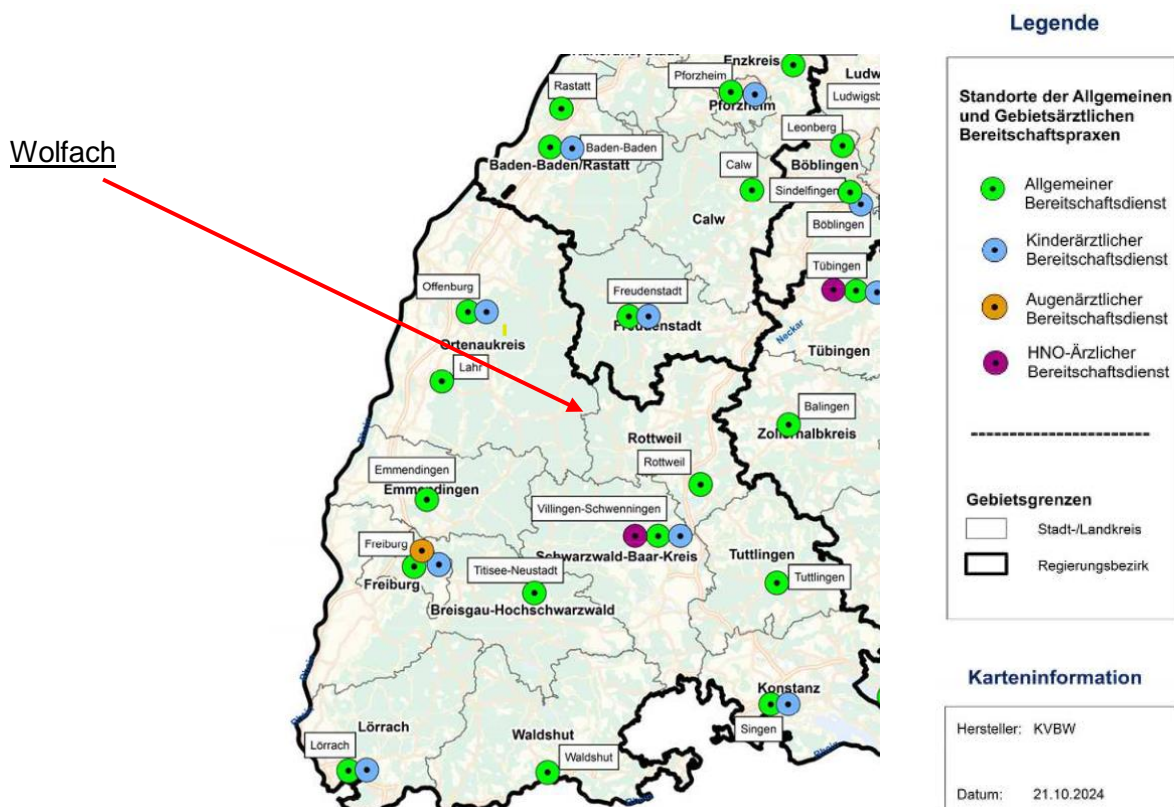 Wolfach
Enzkreis
Pforzheim
Pforzheim
Rastatt
Baden-Baden
Baden-Baden/Rastatt
Leonberg
Böblingen
Calw
Calw
Sindelfingen
Böblingen
Tübingen
Tübingen
Neckar
Offenburg
Ortenaukreis
Freudenstadt
Freudenstadt
Lahr
Balingen
Zollernalbkreis
Rottweil
Rottweil
Emmendingen
Emmendingen
Villingen-Schwenningen
Schwarzwald-Baar-Kreis
Freiburg
Freiburg
Titisee-Neustadt
Breisgau-Hochschwarzwald
Tuttlingen
Tuttlingen
Konstanz
Singen
Lörrach
Lörrach
Waldshut
Waldshut
Legende
Standorte der Allgemeinen
und Gebietsärztlichen
Bereitschaftspraxen
Allgemeiner
Bereitschaftsdienst
Kinderärztlicher
Bereitschaftsdienst
Augenärztlicher
Bereitschaftsdienst
HNO-Ärzlicher
Bereitschaftsdienst
Gebietsgrenzen
Stadt-/Landkreis
Regierungsbezirk
Karteninformation
Hersteller: KVBW
Datum: 21.10.2024